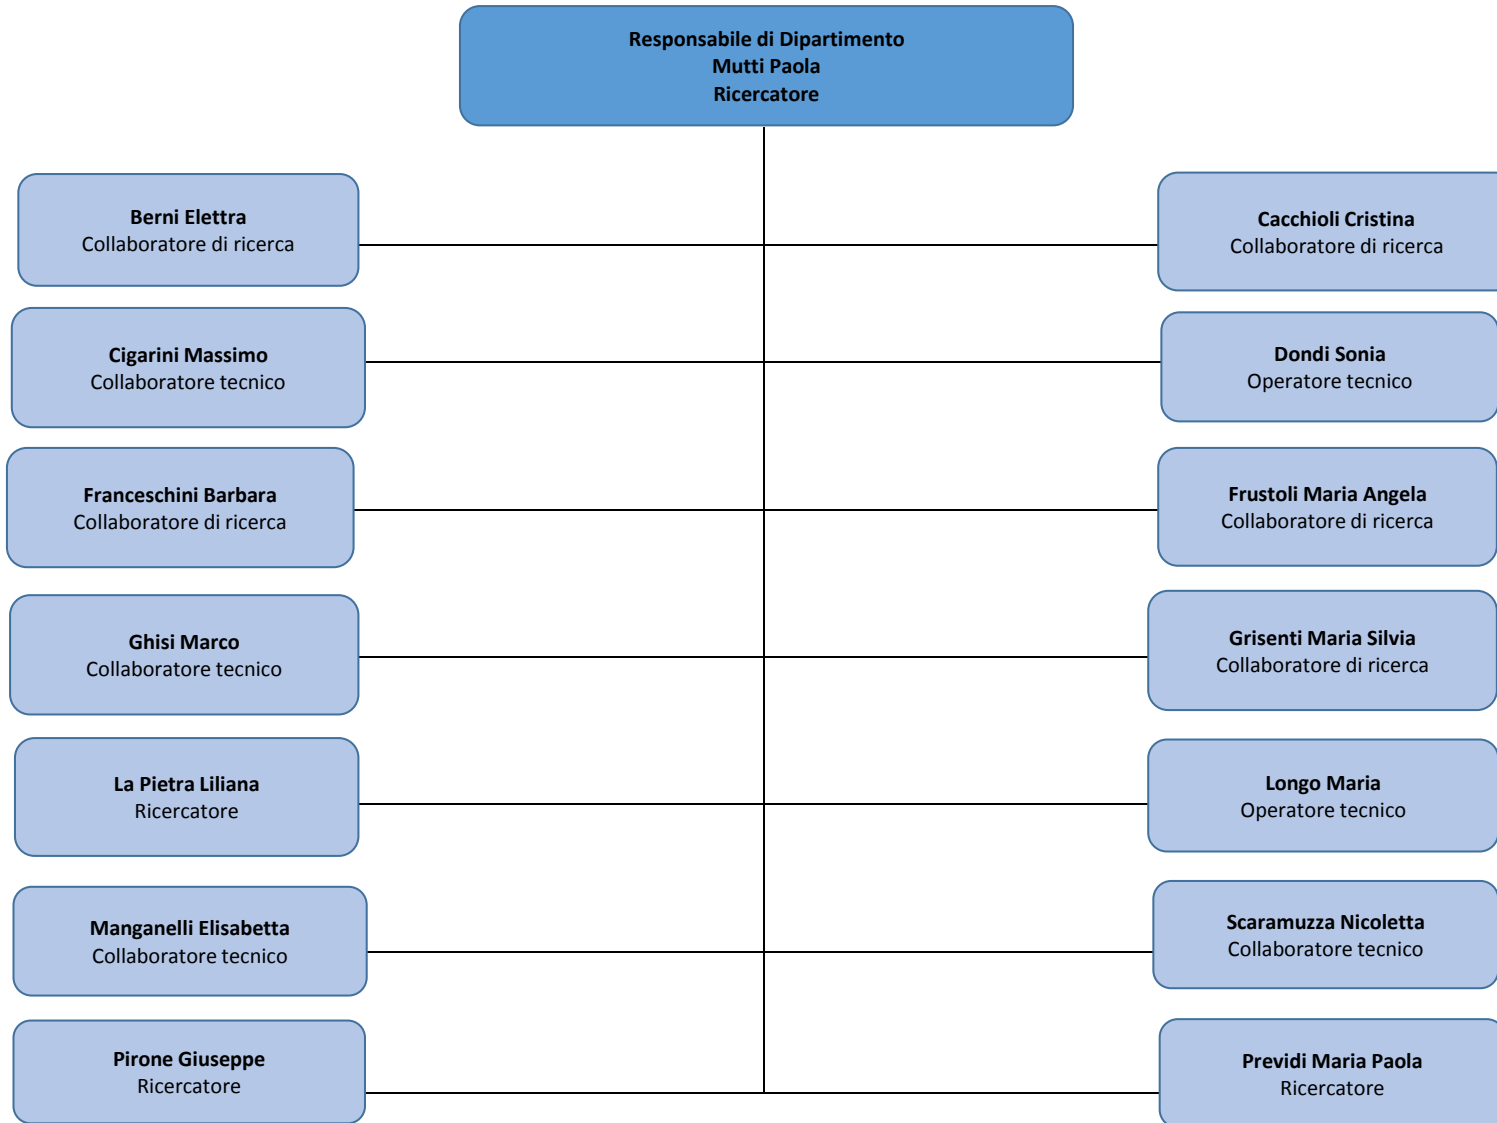 Responsabile di Dipartimento
Mutti Paola
Ricercatore
Berni Elettra
Collaboratore di ricerca
Cacchioli Cristina
Collaboratore di ricerca
Cigarini Massimo
Collaboratore tecnico
Dondi Sonia
Operatore tecnico
Franceschini Barbara
Collaboratore di ricerca
Frustoli Maria Angela
Collaboratore di ricerca
Ghisi Marco
Collaboratore tecnico
Grisenti Maria Silvia
Collaboratore di ricerca
La Pietra Liliana
Ricercatore
Longo Maria
Operatore tecnico
Manganelli Elisabetta
Collaboratore tecnico
Scaramuzza Nicoletta
Collaboratore tecnico
Pirone Giuseppe
Ricercatore
Previdi Maria Paola
Ricercatore